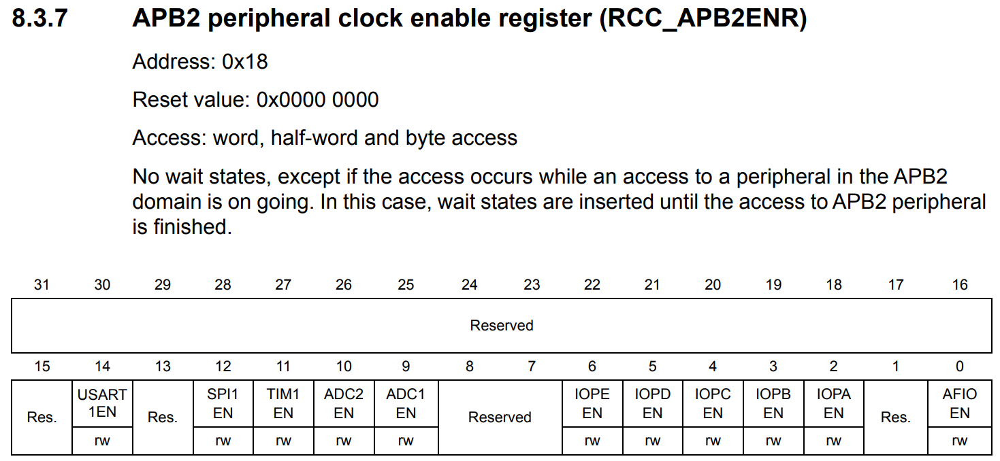 8.3.7 APB2 peripheral clock enable register (RCC_APB2ENR)
Address: 0x18
Reset value: 0x0000 0000
Access: word, half-word and byte access
No wait states, except if the access occurs while an access to a peripheral in the APB2
domain is on going. In this case, wait states are inserted until the access to APB2 peripheral
is finished.
31 30 29 28 27 26 25 24 23 22 21 20 19 18 17 16
Reserved
15 14 13 12 11 10 9 8 7 6 5 4 3 2 1 0
Res. USART 1EN Res. SPI1 EN TIM1 EN ADC2 EN ADC1 EN Reserved IOPE EN IOPD EN IOPC EN IOPB EN IOPA EN Res. AFIO EN
rw rw rw rw rw rw rw rw rw rw rw